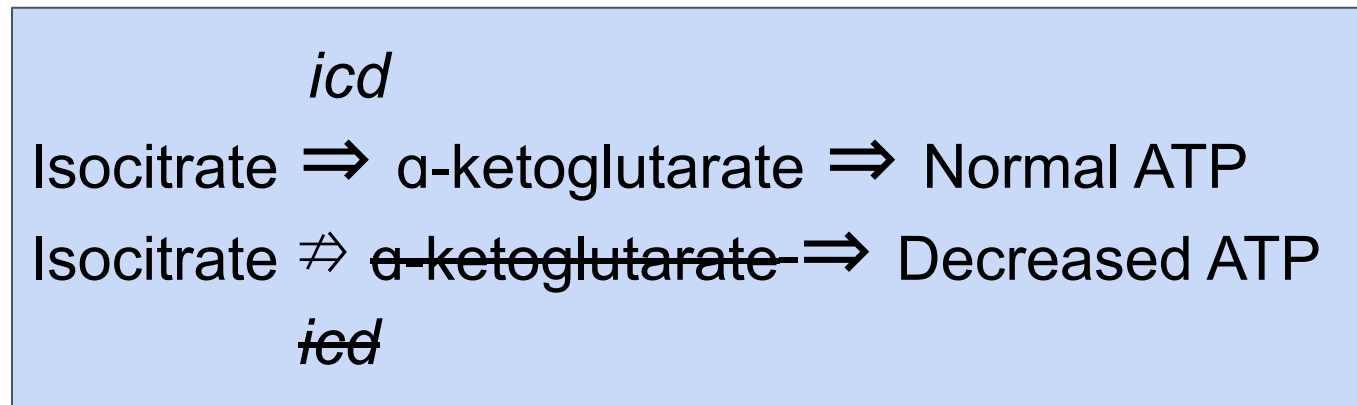 icd
Isocitrate ⇒ α-ketoglutarate ⇒ Normal ATP
Isocitrate ⇏ α-ketoglutarate ⇒ Decreased ATP
icd